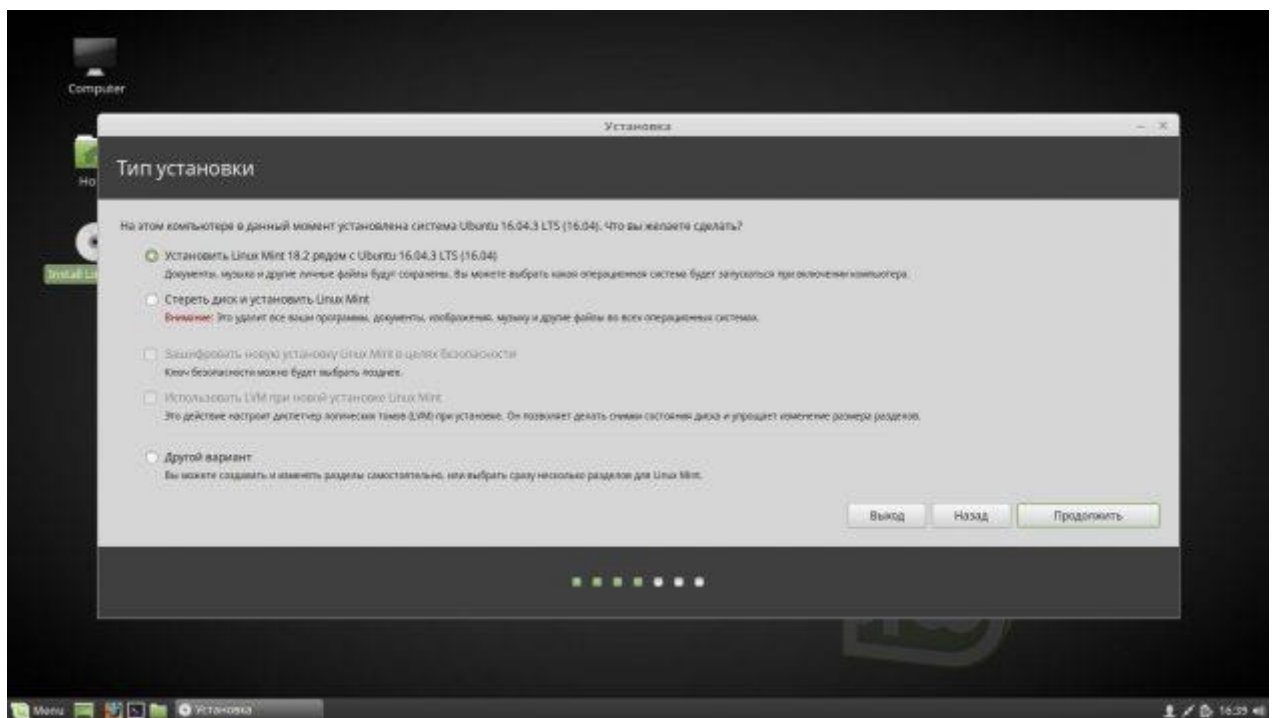 Computer
Установка
Тип установки
Ho
На этом компьютере в данный момент установлена система Ubuntu 16.04.3 LTS (16.04). Что вы желаете сделать?
Установить Linux Mint 18.2 рядом с Ubuntu 16.04.3 LTS (16.04)
Документы, музыка и другие личные файлы будут сохранены. Вы можете выбрать какая операционная система будет запускаться при включении компьютера.
Install Li
Стереть диск и установить Linux Mint
Внимание: Это удалит все ваши программы, документы, изображения, музыку и другие файлы во всех операционных системах.
Зашифровать новую установку Linux Mint в целях безопасности
Ключ безопасности можно будет выбрать позднее.
Использовать LVM при новой установке Linux Mint
Это действие настроит диспетчер логических томов (LVM) при установке. Он позволяет делать снимки состояния диска и упрощает изменение размера разделов.
Другой вариант
Вы можете создавать и изменять разделы самостоятельно, или выбрать сразу несколько разделов для Linux Mint.
Выход
Назад
Продолжить
Menu
Установка
16:39